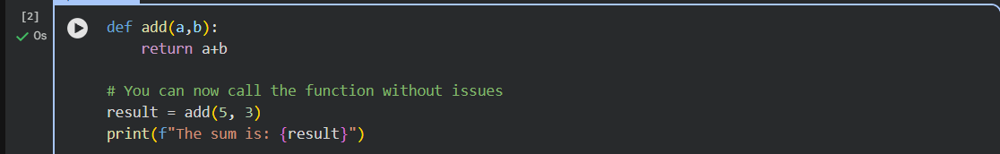 [2]
0s
def add(a,b):
    return a+b

# You can now call the function without issues
result = add(5, 3)
print(f"The sum is: {result}")